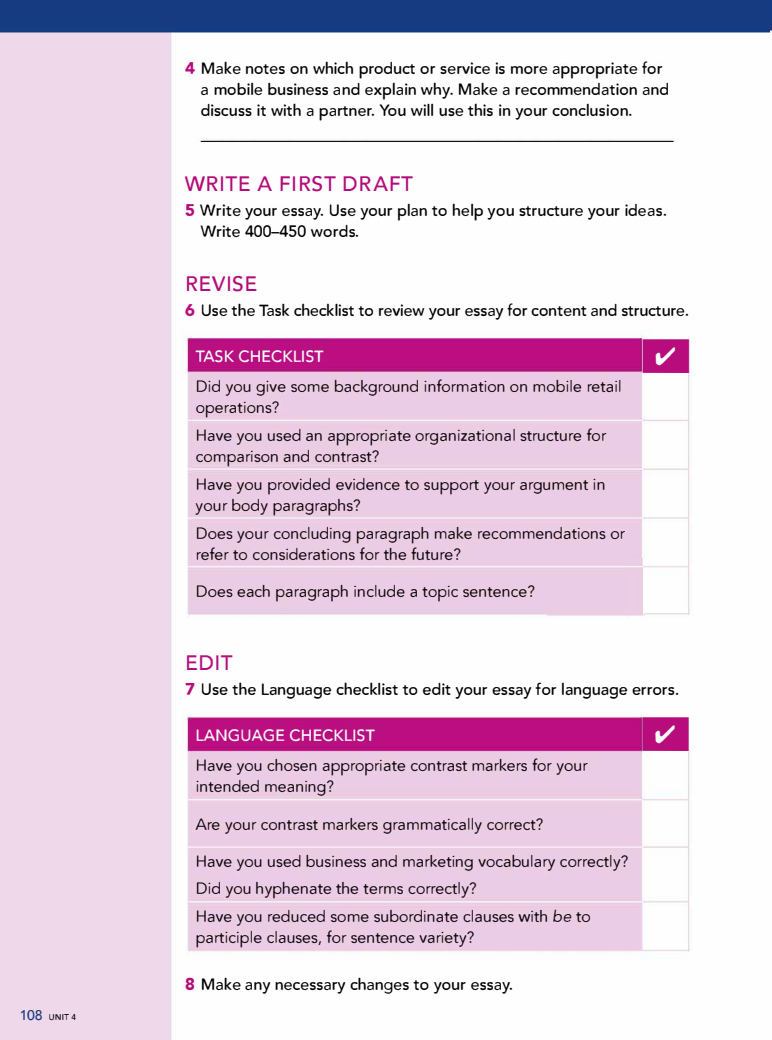 4 Make notes on which product or service is more appropriate for
a mobile business and explain why. Make a recommendation and
discuss it with a partner. You will use this in your conclusion.
WRITE A FIRST DRAFT
5 Write your essay. Use your plan to help you structure your ideas.
Write 400–450 words.
REVISE
6 Use the Task checklist to review your essay for content and structure.
TASK CHECKLIST ✔
Did you give some background information on mobile retail
operations?
Have you used an appropriate organizational structure for
comparison and contrast?
Have you provided evidence to support your argument in
your body paragraphs?
Does your concluding paragraph make recommendations or
refer to considerations for the future?
Does each paragraph include a topic sentence?
EDIT
7 Use the Language checklist to edit your essay for language errors.
LANGUAGE CHECKLIST ✔
Have you chosen appropriate contrast markers for your
intended meaning?
Are your contrast markers grammatically correct?
Have you used business and marketing vocabulary correctly?
Did you hyphenate the terms correctly?
Have you reduced some subordinate clauses with be to
participle clauses, for sentence variety?
8 Make any necessary changes to your essay.
108 UNIT 4